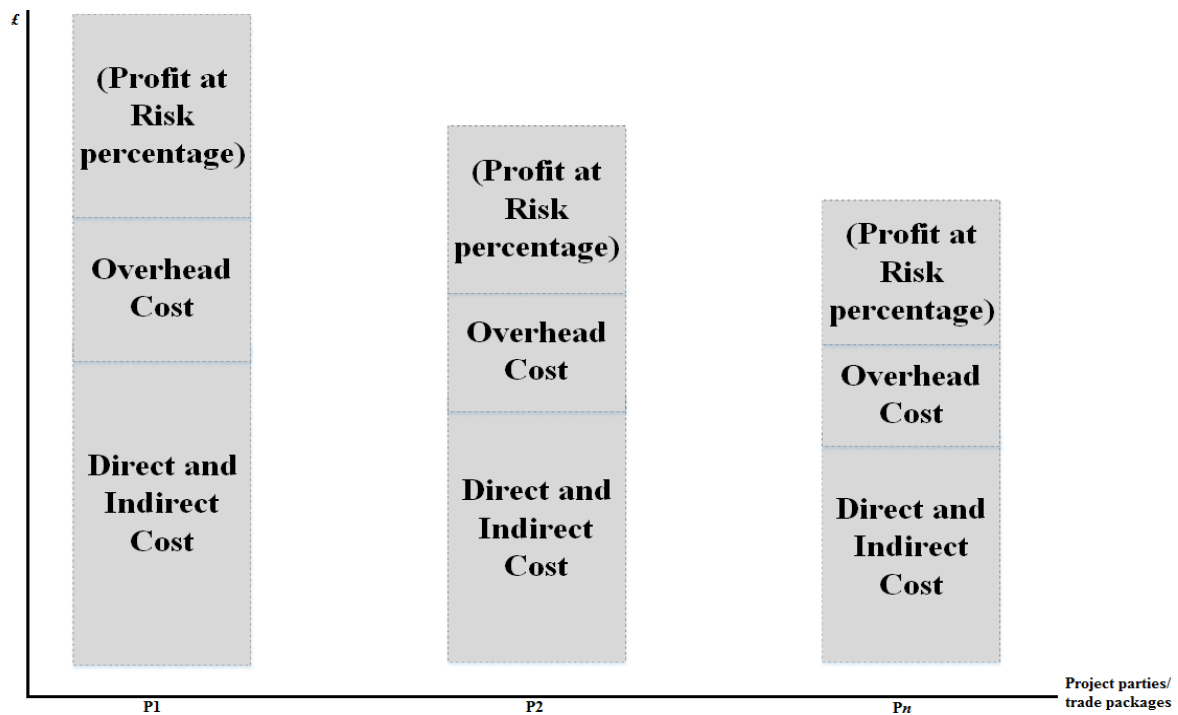 £
(Profit at
Risk
percentage)
Overhead
Cost
Direct and
Indirect
Cost
(Profit at
Risk
percentage)
Overhead
Cost
Direct and
Indirect
Cost
(Profit at
Risk
percentage)
Overhead
Cost
Direct and
Indirect
Cost
P1
P2
Pn
Project parties/
trade packages